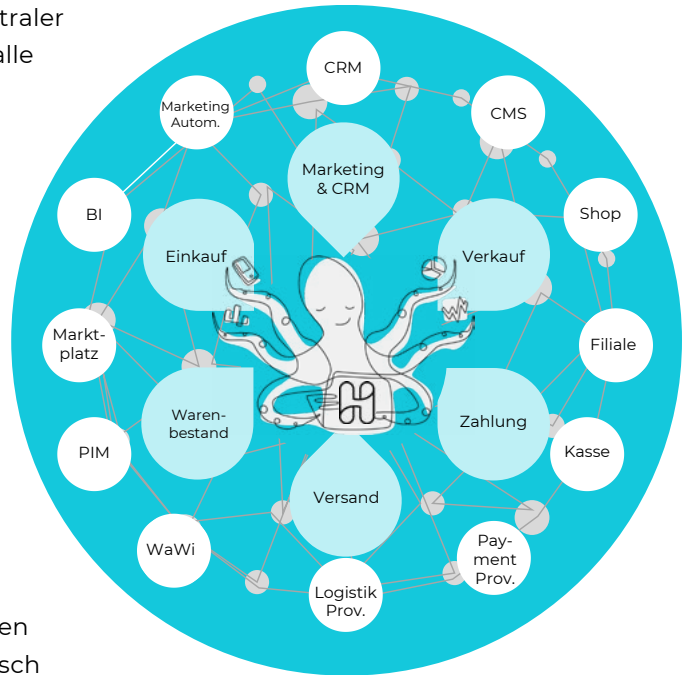 traler
alle
CRM
Marketing
Autom.
CMS
Marketing
& CRM
BI
Shop
Einkauf
Verkauf
Markt-
platz
Filiale
Waren-
bestand
Zahlung
PIM
Kasse
Versand
WaWi
Pay-
ment
Prov.
Logistik
Prov.
en
sch